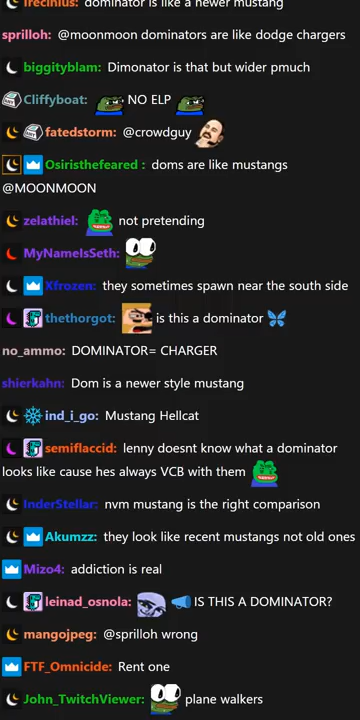 Irecinius: dominator is like a newer mustang
sprilloh: @moonmoon dominators are like dodge chargers
biggityblam: Dimonator is that but wider pmuch
Cliffyboat: NO ELP
fatedstorm: @crowdguy
Osiristhefeared : doms are like mustangs
@MOONMOON
zelathiel: not pretending
MyNameIsSeth:
Xfrozen: they sometimes spawn near the south side
thethorgot: is this a dominator
no_ammo: DOMINATOR= CHARGER
shierkahn: Dom is a newer style mustang
ind_i_go: Mustang Hellcat
semiflaccid: lenny doesnt know what a dominator
looks like cause hes always VCB with them
InderStellar: nvm mustang is the right comparison
Akumzz: they look like recent mustangs not old ones
Mizo4: addiction is real
leinad_osnola: IS THIS A DOMINATOR?
mangojpeg: @sprilloh wrong
FTF_Omnicide: Rent one
John_TwitchViewer: plane walkers